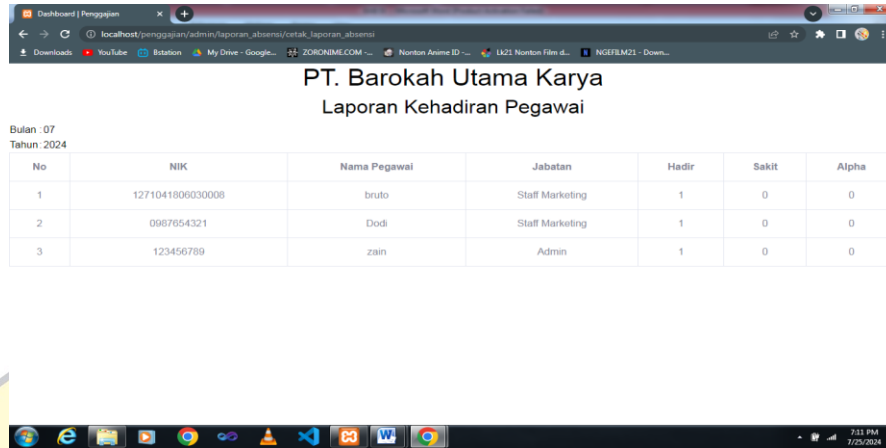 Dashboard | Penggajian
localhost/penggajian/admin/laporan_absensi/cetak_laporan_absensi
Downloads YouTube Bstation My Drive - Google... ZORONIME.COM -... Nonton Anime ID -... Lk21 Nonton Film d... NGEFILM21 - Down...
PT. Barokah Utama Karya
Laporan Kehadiran Pegawai
Bulan : 07
Tahun : 2024
No NIK Nama Pegawai Jabatan Hadir Sakit Alpha
1 1271041806030008 bruto Staff Marketing 1 0 0
2 0987654321 Dodi Staff Marketing 1 0 0
3 123456789 zain Admin 1 0 0
7:11 PM
7/25/2024